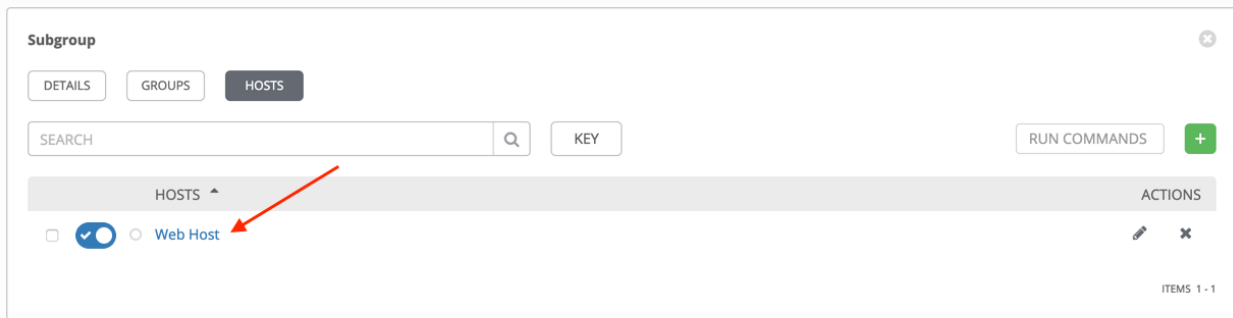 Subgroup
DETAILS GROUPS HOSTS
SEARCH KEY RUN COMMANDS +
HOSTS ACTIONS
Web Host
ITEMS 1 - 1